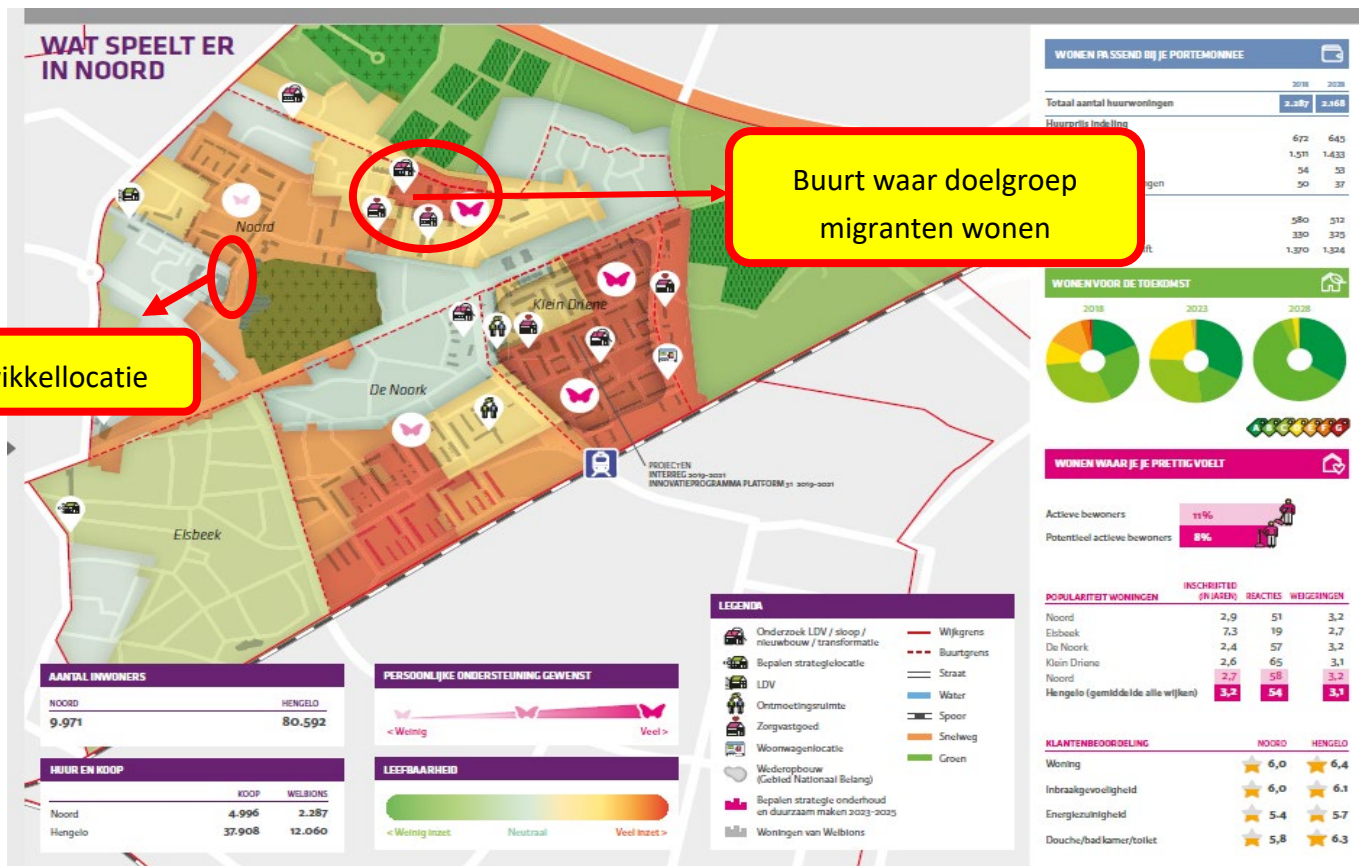 WAT SPEELT ER
IN NOORD
Noord
Klein Driene
De Noork
Elsbeek
Buurt waar doelgroep
migranten wonen
ikkellocatie
PROJECTEN
INTERREG 2019-2021
INNOVATIEPROGRAMMA PLATFORM 31 2019-2021
AANTAL INWONERS
NOORD HENGELO
9.971 80.592
HUUR EN KOOP
KOOP WELBIONS
Noord 4.996 2.287
Hengelo 37.908 12.060
PERSOONLIJKE ONDERSTEUNING GEWENST
< Weinig Veel >
LEEFBAARHEID
< Weinig inzet Neutraal Veel inzet >
LEGENDA
Onderzoek LDV / sloop /
nieuwbouw / transformatie
Bepalen strategielocatie
LDV
Ontmoetingsruimte
Zorgvastgoed
Woonwagenlocatie
Wederopbouw
(Gebied Nationaal Belang)
Bepalen strategie onderhoud
en duurzaam maken 2023-2025
Woningen van Welbions
Wijkgrens
Buurtgrens
Straat
Water
Spoor
Snelweg
Groen
WONEN PASSEND BIJ JE PORTEMONNEE
2018 2028
Totaal aantal huurwoningen 2.287 2.168
Huurprijs indeling
672 645
1.511 1.433
54 53
ngen 50 37
580 512
330 325
ft 1.370 1.324
WONEN VOOR DE TOEKOMST
2018 2023 2028
A B C D E F G
WONEN WAAR JE JE PRETTIG VOELT
Actieve bewoners 11%
Potentieel actieve bewoners 8%
POPULARITEIT WONINGEN INSCHRIJFTIJD (IN JAREN) REACTIES WEIGERINGEN
Noord 2,9 51 3,2
Elsbeek 7,3 19 2,7
De Noork 2,4 57 3,2
Klein Driene 2,6 65 3,1
Noord 2,7 58 3,2
Hengelo (gemiddelde alle wijken) 3,2 54 3,1
KLANTENBEOORDELING NOORD HENGELO
Woning 6,0 6,4
Inbraakgevoeligheid 6,0 6.1
Energiezuinigheid 5.4 5.7
Douche/badkamer/toilet 5,8 6.3